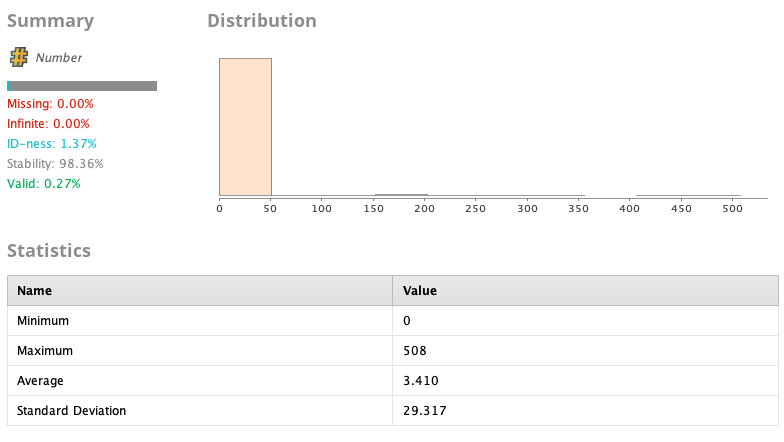 Summary
Distribution
# Number
Missing: 0.00%
Infinite: 0.00%
ID-ness: 1.37%
Stability: 98.36%
Valid: 0.27%
0 50 100 150 200 250 300 350 400 450 500
Statistics
Name Value
Minimum 0
Maximum 508
Average 3.410
Standard Deviation 29.317